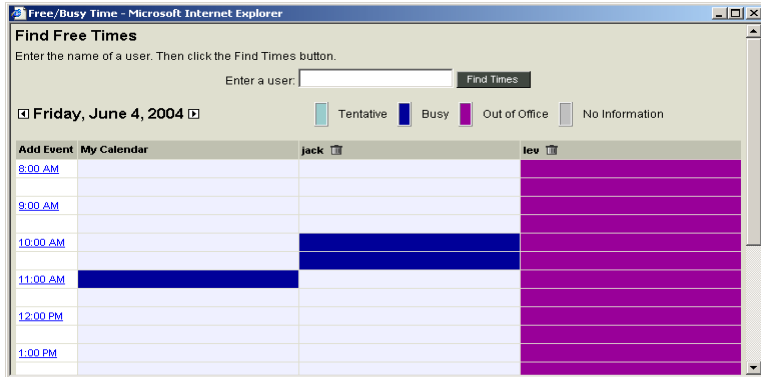 Free/Busy Time - Microsoft Internet Explorer
Find Free Times
Enter the name of a user. Then click the Find Times button.
Enter a user: Find Times
Friday, June 4, 2004 Tentative Busy Out of Office No Information
Add Event My Calendar jack lev
8:00 AM
9:00 AM
10:00 AM
11:00 AM
12:00 PM
1:00 PM